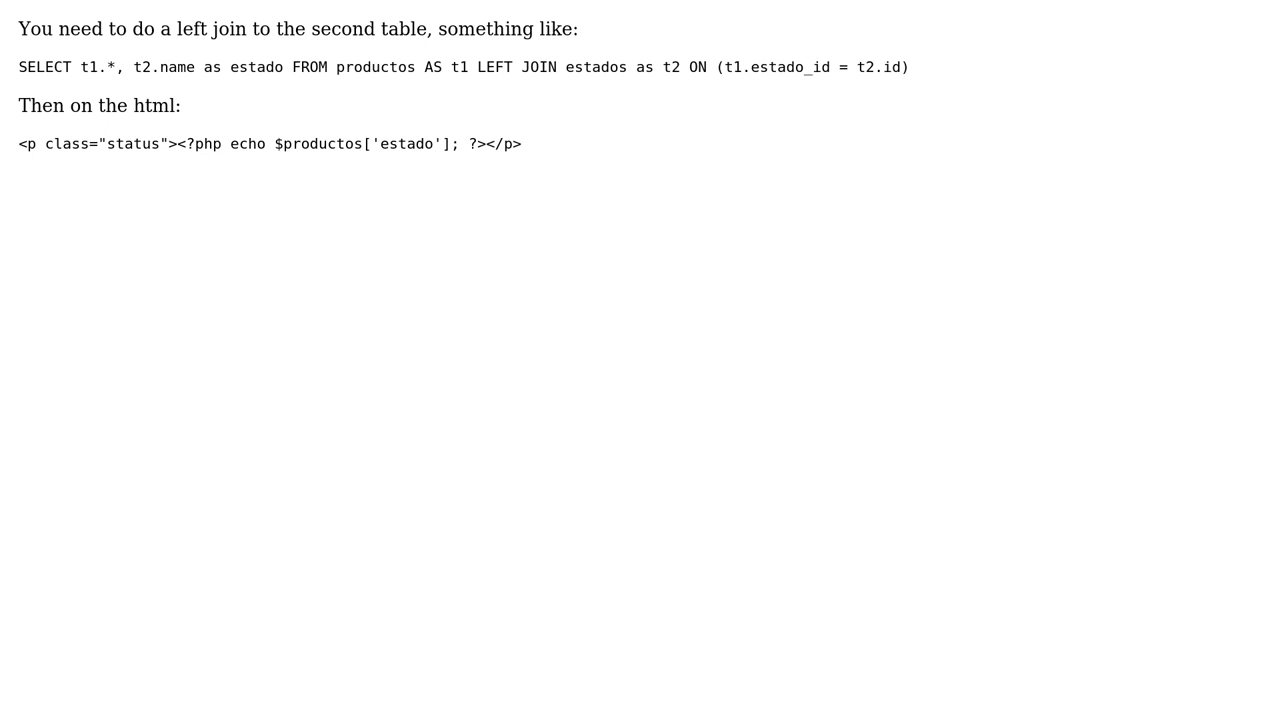 You need to do a left join to the second table, something like:
SELECT t1.*, t2.name as estado FROM productos AS t1 LEFT JOIN estados as t2 ON (t1.estado_id = t2.id)
Then on the html:
<p class="status"><?php echo $productos['estado']; ?></p>